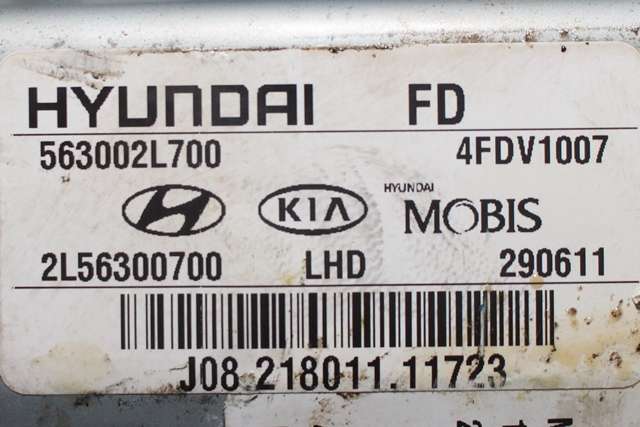 HYUNDAI FD
563002L700 4FDV1007
KIA HYUNDAI MOBIS
2L56300700 LHD 290611
J08 218011.11723